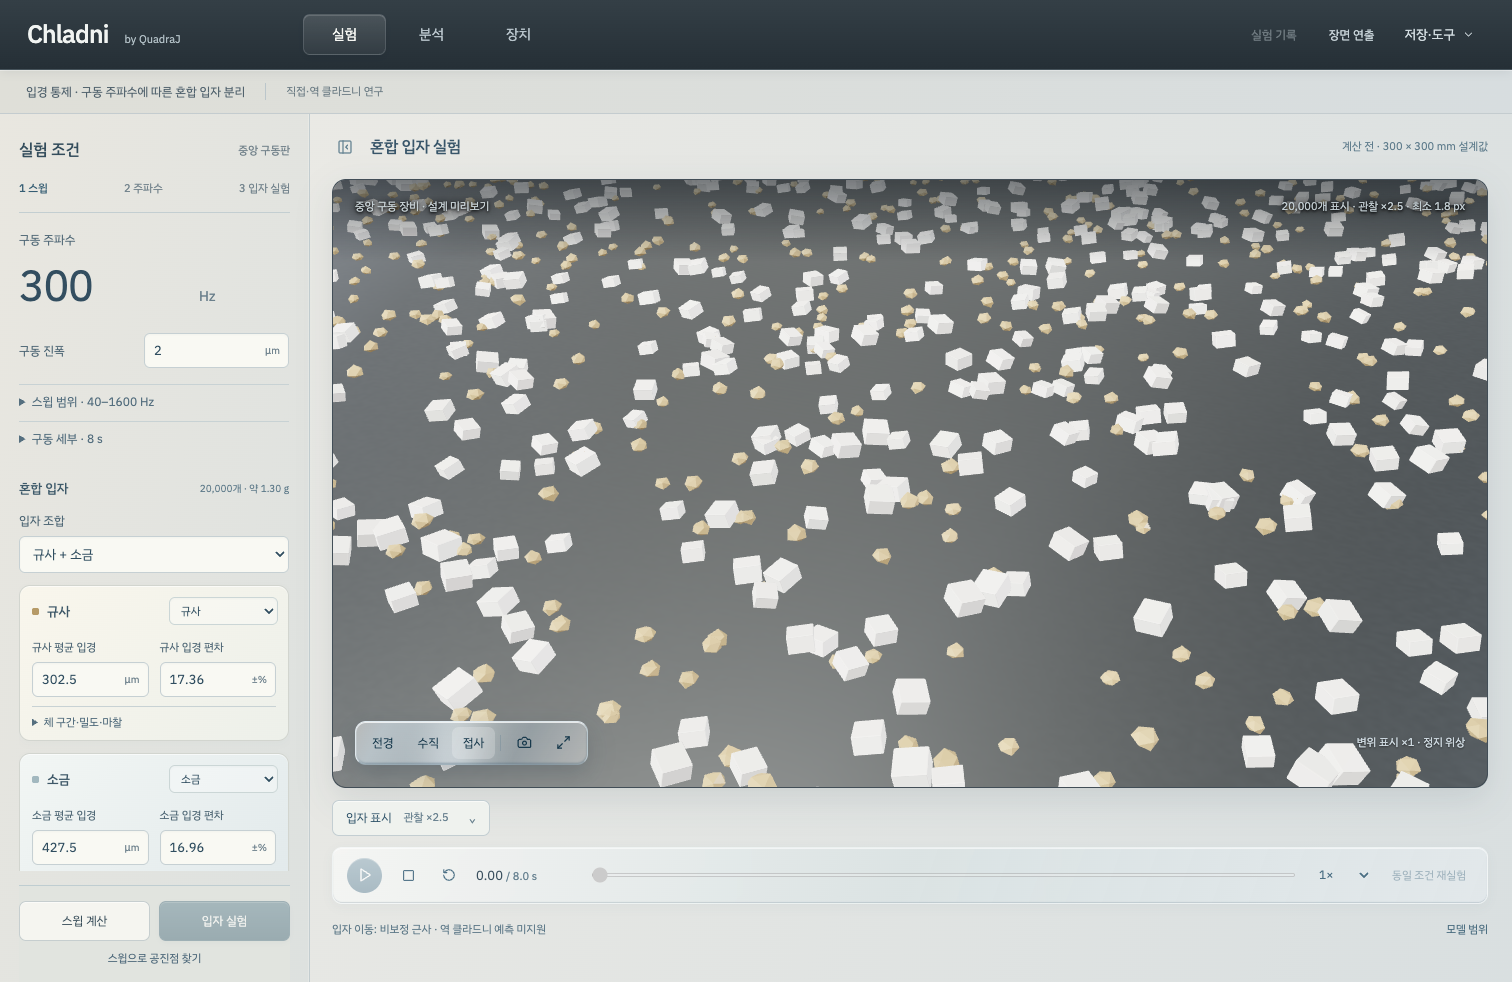 Chladni by QuadraJ 실험 분석 장치 실험 기록 장면 연출 저장·도구
입경 통제 · 구동 주파수에 따른 혼합 입자 분리 직접·역 클라드니 연구
실험 조건 중앙 구동판
1 스윕 2 주파수 3 입자 실험
구동 주파수
300 Hz
구동 진폭 2 μm
스윕 범위 · 40–1600 Hz
구동 세부 · 8 s
혼합 입자 20,000개 · 약 1.30 g
입자 조합
규사 + 소금
규사 규사
규사 평균 입경 규사 입경 편차
302.5 μm 17.36 ±%
체 구간·밀도·마찰
소금 소금
소금 평균 입경 소금 입경 편차
427.5 μm 16.96 ±%
스윕 계산 입자 실험
스윕으로 공진점 찾기
혼합 입자 실험 계산 전 · 300 × 300 mm 설계값
중앙 구동 장비 · 설계 미리보기 20,000개 표시 · 관찰 ×2.5 · 최소 1.8 px
전경 수직 접사 변위 표시 ×1 · 정지 위상
입자 표시 관찰 ×2.5
0.00 / 8.0 s 1× 동일 조건 재실험
입자 이동: 비보정 근사 · 역 클라드니 예측 미지원 모델 범위